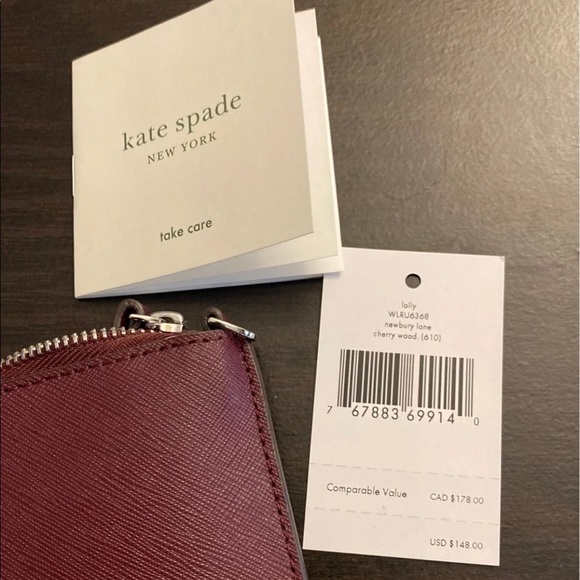 kate spade
NEW YORK
take care
lally
WLRU6368
newbury lane
cherry wood. (610)
7 67883 69914 0
Comparable Value CAD $178.00
USD $148.00